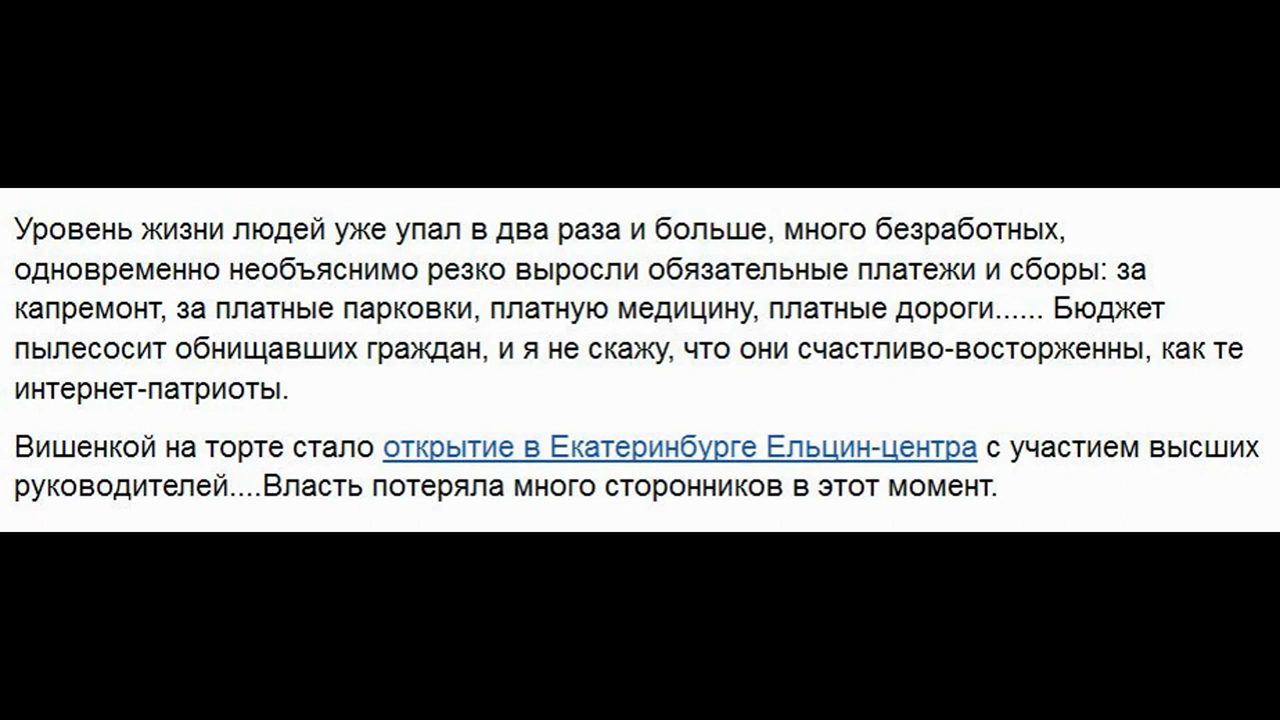 Уровень жизни людей уже упал в два раза и больше, много безработных,
одновременно необъяснимо резко выросли обязательные платежи и сборы: за
капремонт, за платные парковки, платную медицину, платные дороги...... Бюджет
пылесосит обнищавших граждан, и я не скажу, что они счастливо-восторженны, как те
интернет-патриоты.
Вишенкой на торте стало открытие в Екатеринбурге Ельцин-центра с участием высших
руководителей....Власть потеряла много сторонников в этот момент.